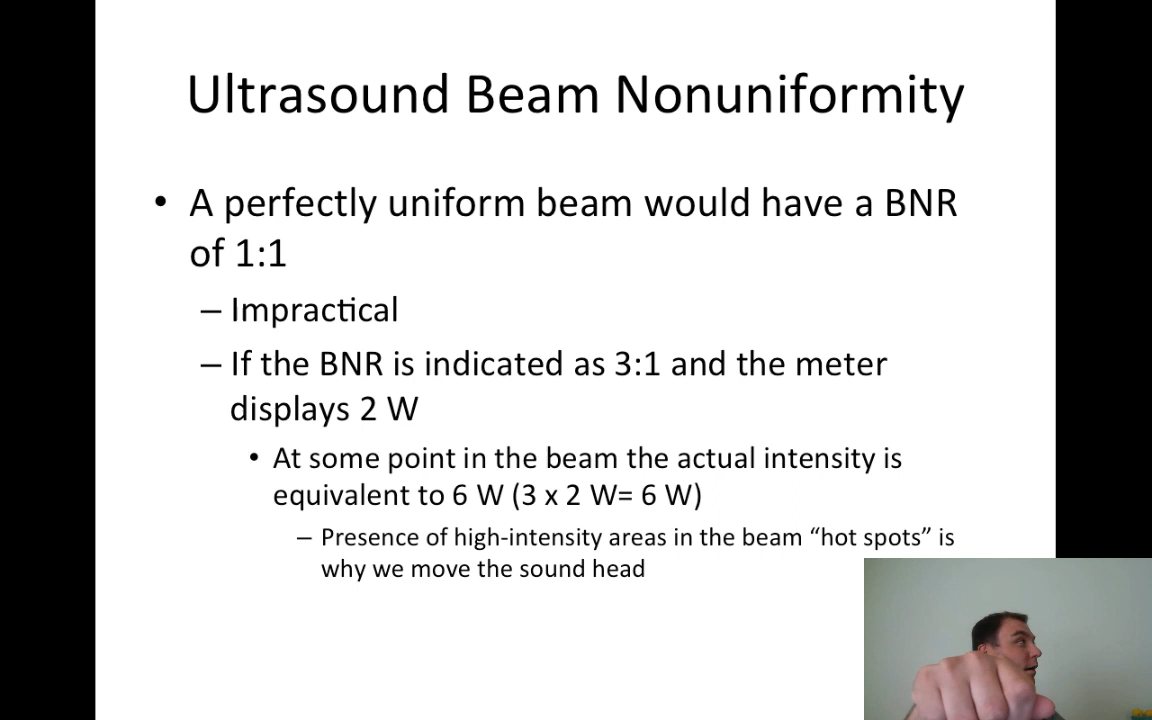 Ultrasound Beam Nonuniformity
• A perfectly uniform beam would have a BNR
of 1:1
– Impractical
– If the BNR is indicated as 3:1 and the meter
displays 2 W
• At some point in the beam the actual intensity is
equivalent to 6 W (3 x 2 W= 6 W)
– Presence of high-intensity areas in the beam “hot spots” is
why we move the sound head